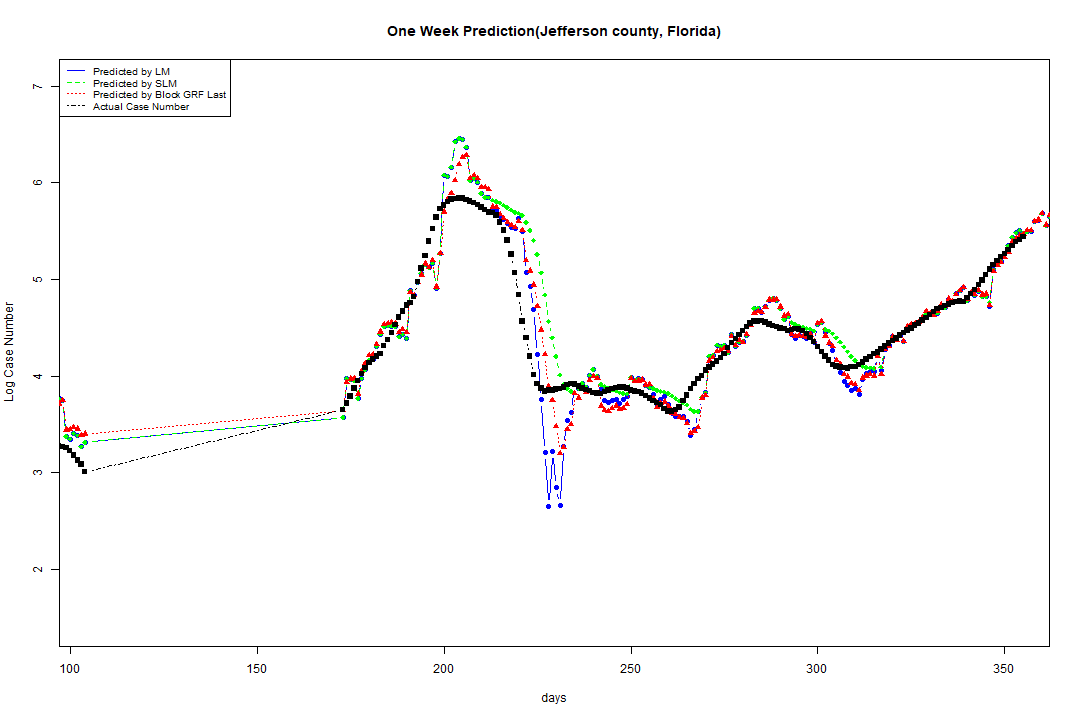 One Week Prediction(Jefferson county, Florida)
Predicted by LM
Predicted by SLM
Predicted by Block GRF Last
Actual Case Number
7
6
5
4
3
2
Log Case Number
100 150 200 250 300 350
days